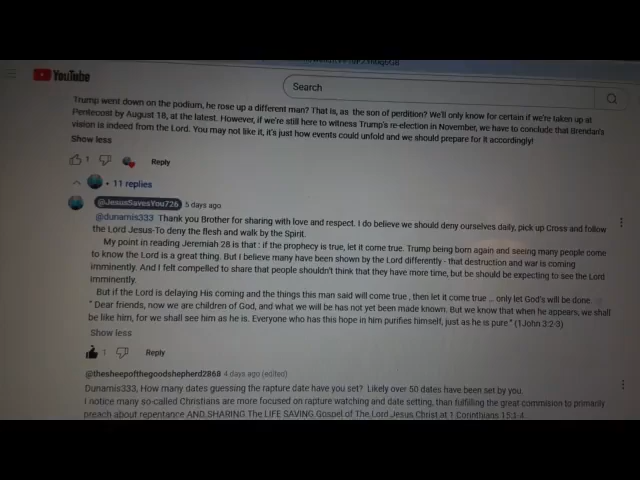 YouTube
Search
Trump went down on the podium, he rose up a different man? That is, as the son of perdition? We'll only know for certain if we're taken up at
Pentecost by August 18, at the latest. However, if we're still here to witness Trump's re-election in November, we have to conclude that Brendan's
vision is indeed from the Lord. You may not like it, it's just how events could unfold and we should prepare for it accordingly!
Show less
1
Reply
11 replies
@JesusSavesYou726 5 days ago
@dunamis333 Thank you Brother for sharing with love and respect. I do believe we should deny ourselves daily, pick up Cross and follow
the Lord Jesus-To deny the flesh and walk by the Spirit.
My point in reading Jeremiah 28 is that : if the prophecy is true, let it come true. Trump being born again and seeing many people come
to know the Lord is a great thing. But I believe many have been shown by the Lord differently - that destruction and war is coming
imminently. And I felt compelled to share that people shouldn't think that they have more time, but be should be expecting to see the Lord
imminently.
But if the Lord is delaying His coming and the things this man said will come true , then let it come true .. only let God's will be done.
" Dear friends, now we are children of God, and what we will be has not yet been made known. But we know that when he appears, we shall
be like him, for we shall see him as he is. Everyone who has this hope in him purifies himself, just as he is pure " (1John 3:2-3)
Show less
1
Reply
@thesheepofthegoodshepherd2868 4 days ago (edited)
Dunamis333, How many dates guessing the rapture date have you set? Likely over 50 dates have been set by you.
I notice many so-called Christians are more focused on rapture watching and date setting, than fulfilling the great commision to primarily
preach about repentance AND SHARING The LIFE SAVING Gospel of The Lord Jesus Christ at 1 Corinthians 15:1-4